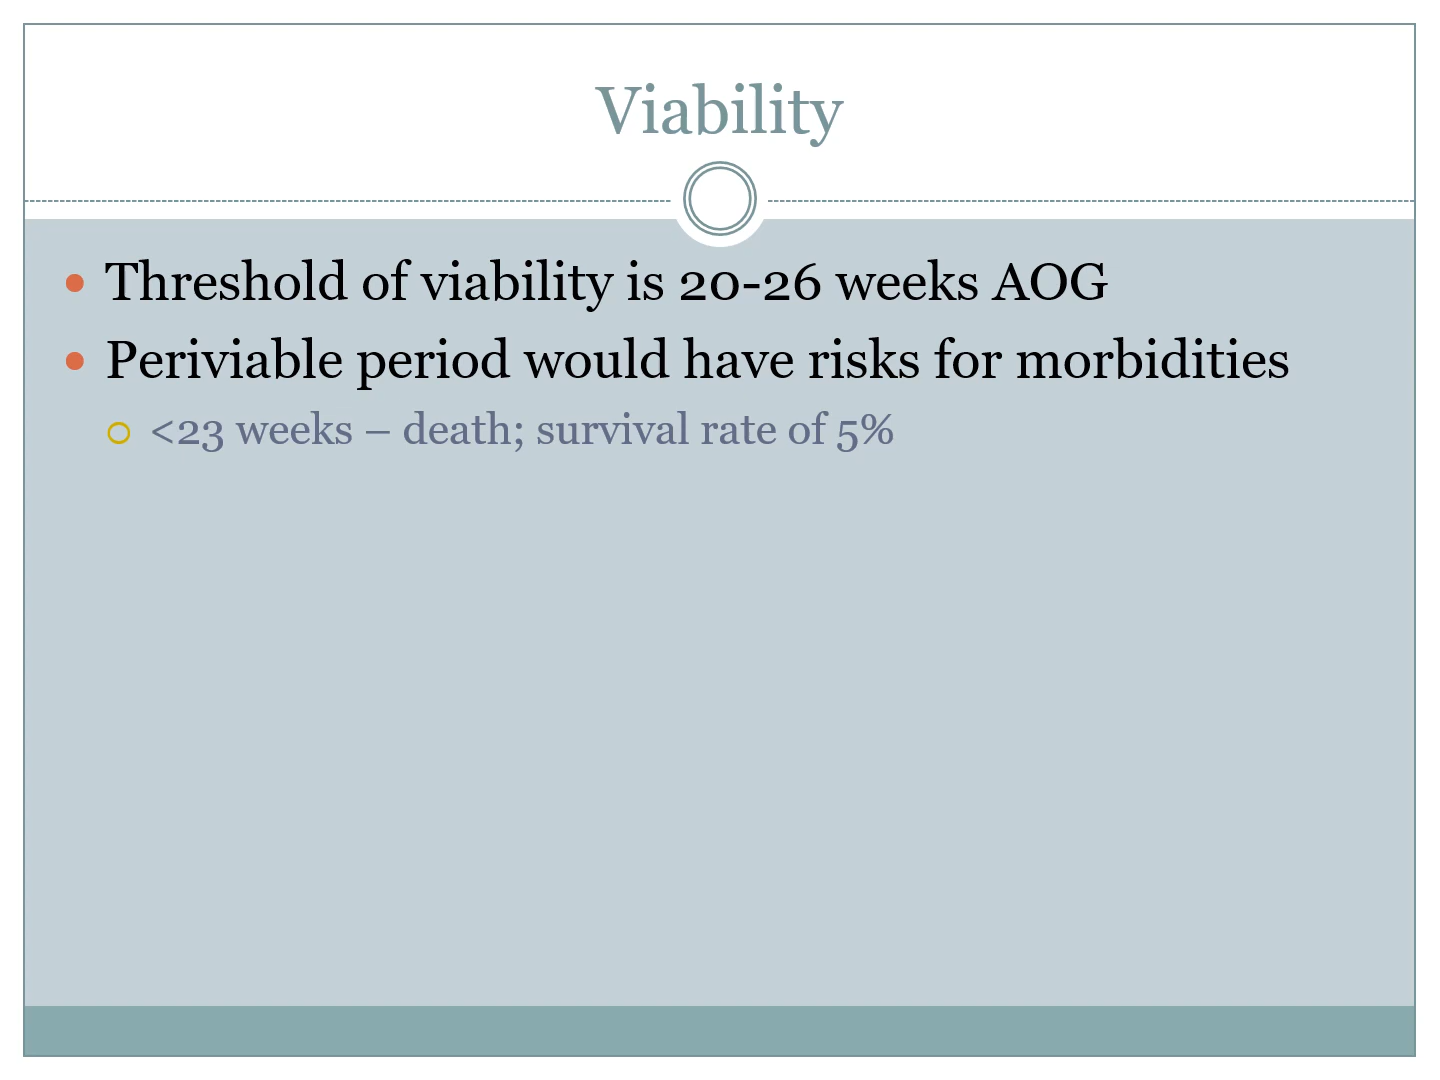 Viability
Threshold of viability is 20-26 weeks AOG
Periviable period would have risks for morbidities
<23 weeks – death; survival rate of 5%